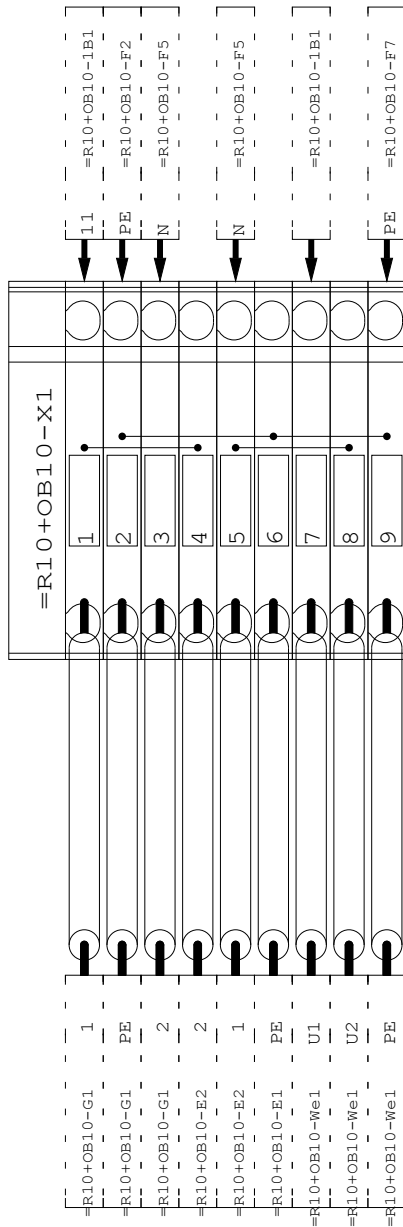 =R10+OB10-1B1
=R10+OB10-F2
=R10+OB10-F5
=R10+OB10-F5
=R10+OB10-1B1
=R10+OB10-F7
11
PE
N
N
PE
=R10+OB10-X1
1
2
3
4
5
6
7
8
9
1
PE
2
2
1
PE
U1
U2
PE
=R10+OB10-G1
=R10+OB10-G1
=R10+OB10-G1
=R10+OB10-E2
=R10+OB10-E2
=R10+OB10-E1
=R10+OB10-We1
=R10+OB10-We1
=R10+OB10-We1